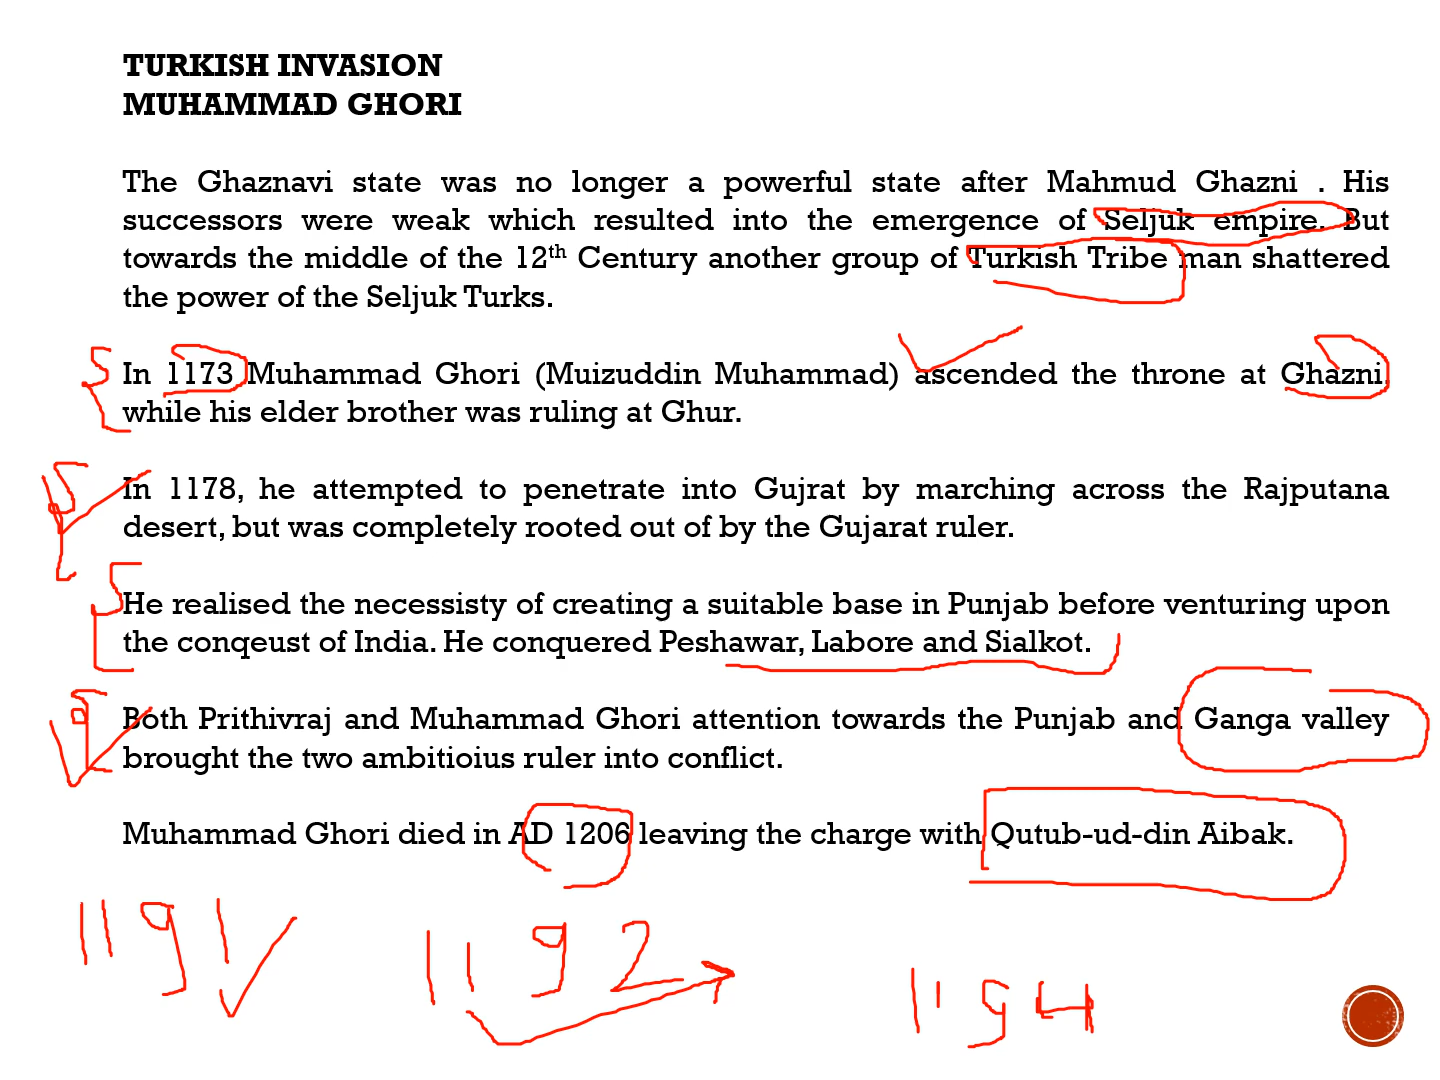 TURKISH INVASION
MUHAMMAD GHORI
The Ghaznavi state was no longer a powerful state after Mahmud Ghazni . His
successors were weak which resulted into the emergence of Seljuk empire. But
towards the middle of the 12th Century another group of Turkish Tribe man shattered
the power of the Seljuk Turks.
In 1173 Muhammad Ghori (Muizuddin Muhammad) ascended the throne at Ghazni,
while his elder brother was ruling at Ghur.
In 1178, he attempted to penetrate into Gujrat by marching across the Rajputana
desert, but was completely rooted out of by the Gujarat ruler.
He realised the necessisty of creating a suitable base in Punjab before venturing upon
the conqeust of India. He conquered Peshawar, Labore and Sialkot.
Both Prithivraj and Muhammad Ghori attention towards the Punjab and Ganga valley
brought the two ambitioius ruler into conflict.
Muhammad Ghori died in AD 1206 leaving the charge with Qutub-ud-din Aibak.
1191 1192 1194